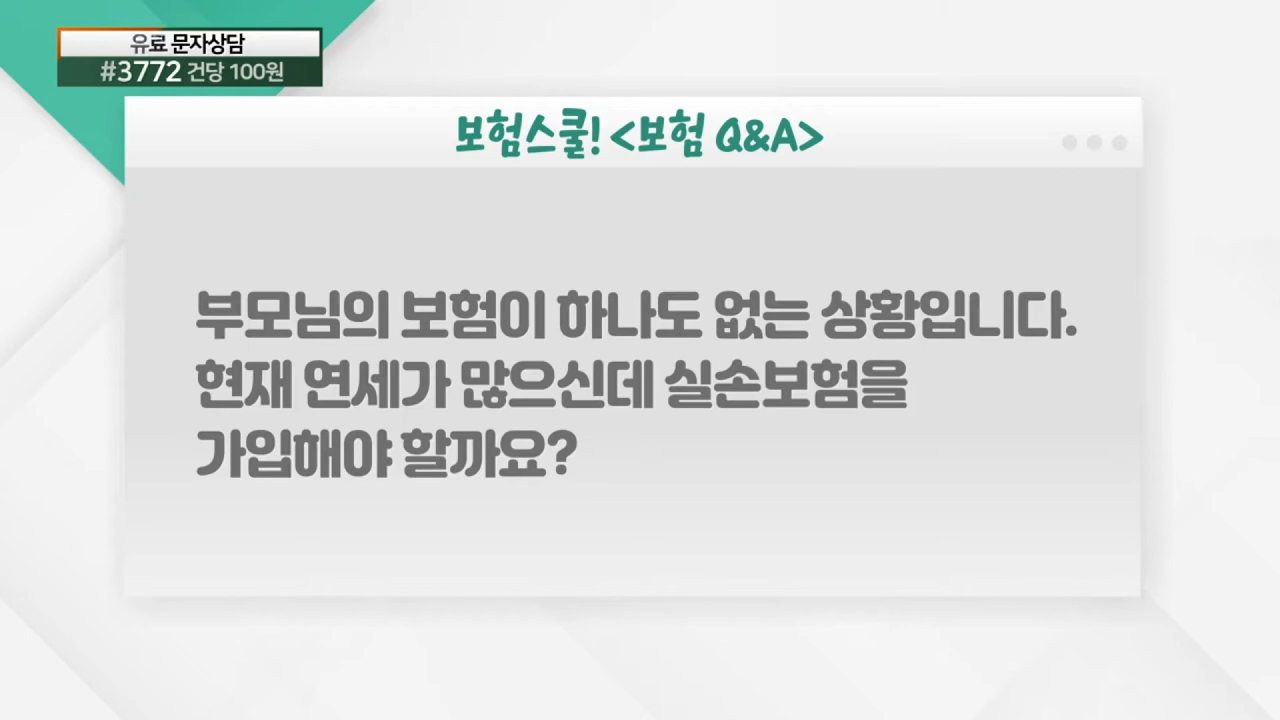 유료 문자상담
#3772 건당 100원
보험스쿨! <보험 Q&A>
부모님의 보험이 하나도 없는 상황입니다.
현재 연세가 많으신데 실손보험을
가입해야 할까요?